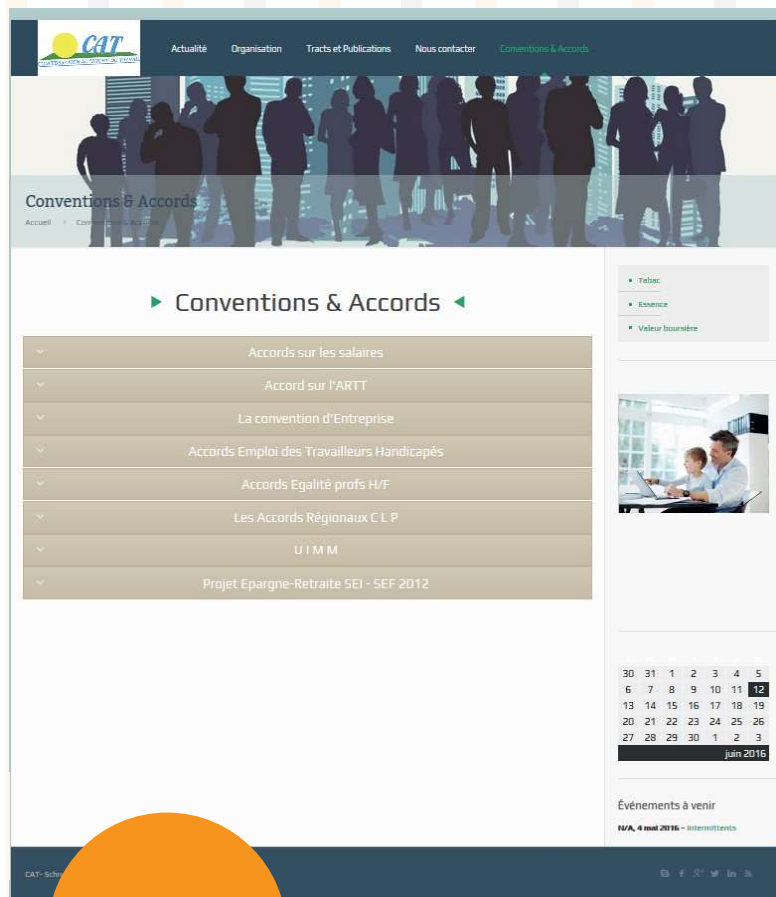 CAT
Actualité Organisation Tracts et Publications Nous contacter Conventions & Accords
Conventions & Accords
Accueil
Conventions & Accords
Accords sur les salaires
Accord sur l'ARTT
La convention d'Entreprise
Accords Emploi des Travailleurs Handicapés
Accords Egalité profs H/F
Les Accords Régionaux C L P
U I M M
Projet Epargne-Retraite SEI - SEF 2012
Tabac
Essence
Valeur boursière
30 31 1 2 3 4 5
6 7 8 9 10 11 12
13 14 15 16 17 18 19
20 21 22 23 24 25 26
27 28 29 30 1 2 3
juin 2016
Événements à venir
N/A, 4 mai 2016 – Intermittents
CAT-